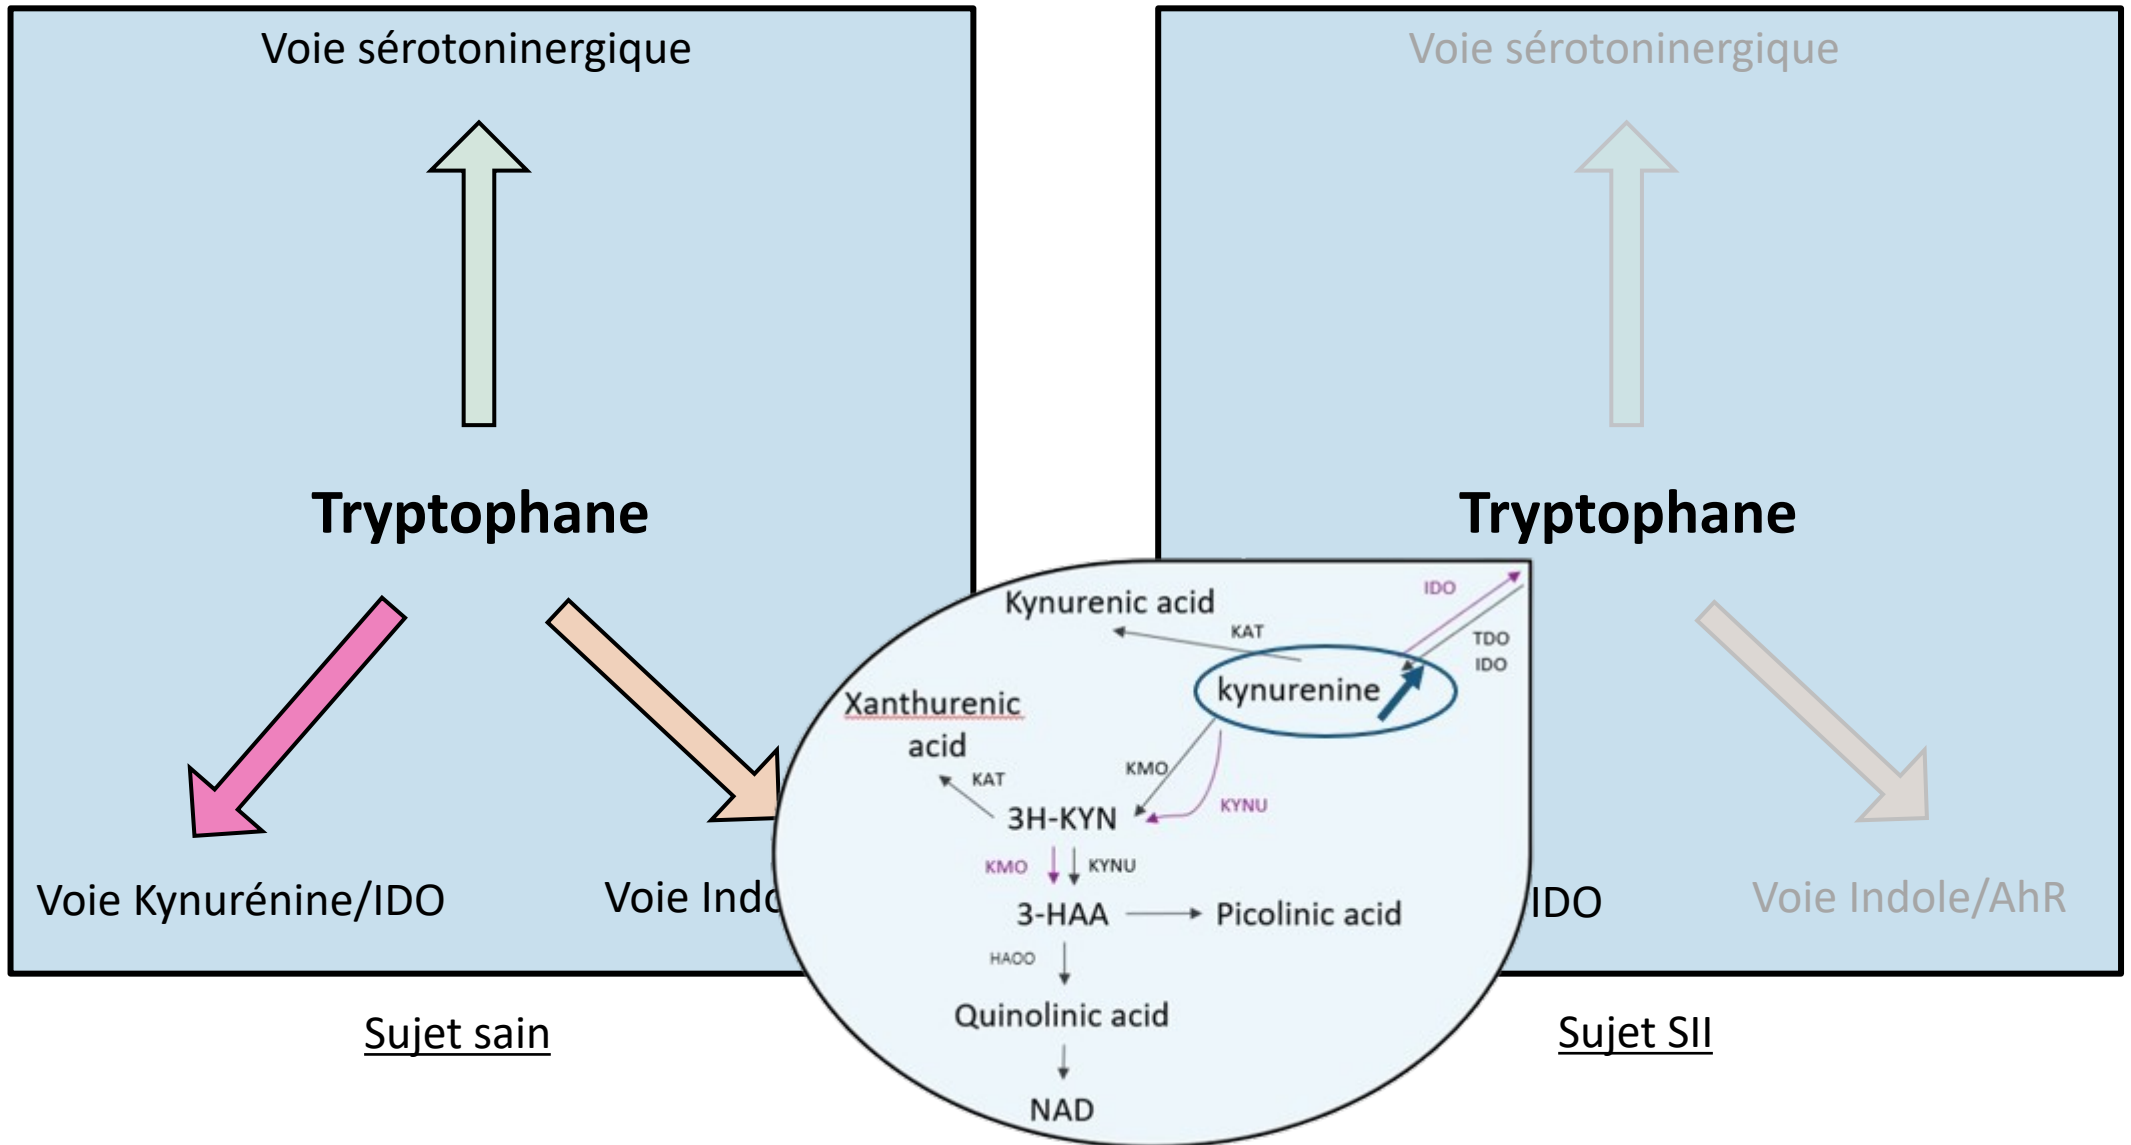 Voie sérotoninergique
Tryptophane
Voie Kynurénine/IDO
Voie Indo
Sujet sain
Voie sérotoninergique
Tryptophane
IDO
Voie Indole/AhR
Sujet SII
Kynurenic acid
IDO
KAT
TDO
IDO
kynurenine
Xanthurenic
acid
KAT
KMO
KYNU
3H-KYN
KMO
KYNU
3-HAA
Picolinic acid
HAOO
Quinolinic acid
NAD